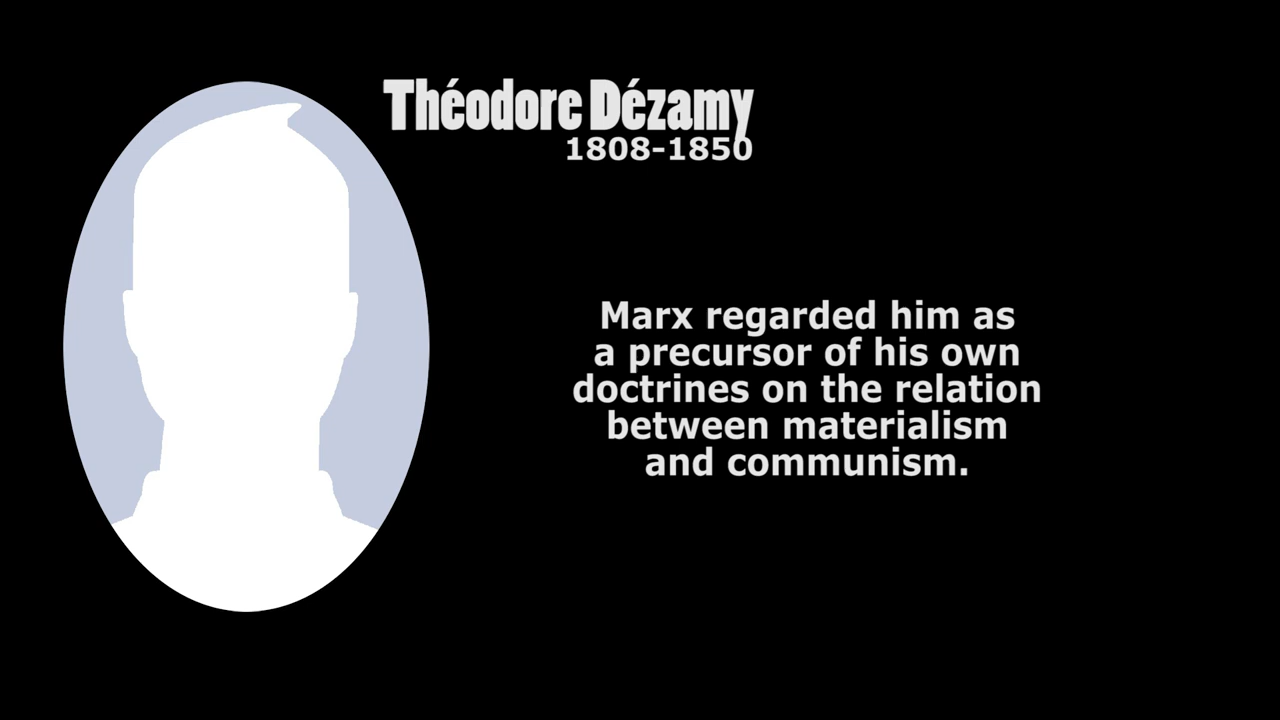 Théodore Dézamy
1808-1850
Marx regarded him as
a precursor of his own
doctrines on the relation
between materialism
and communism.